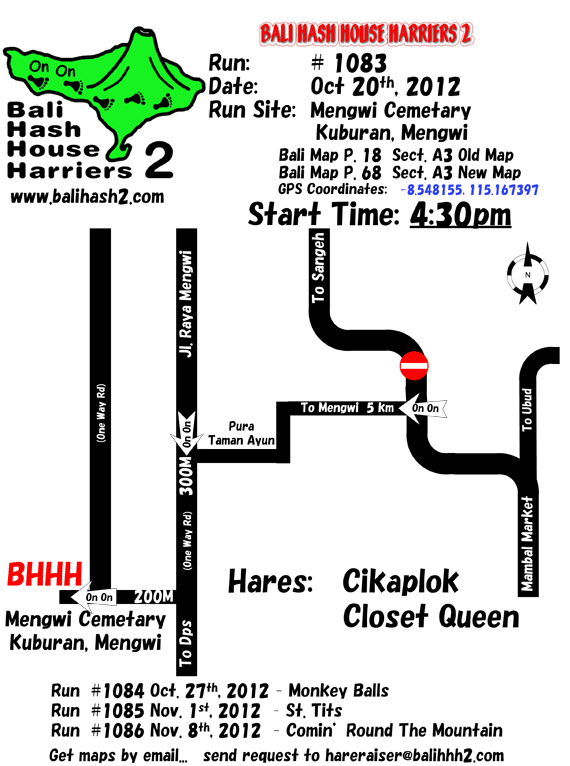 BALI HASH HOUSE HARRIERS 2
On On
Bali
Hash
House
Harriers 2
www.balihash2.com
Run: # 1083
Date: Oct 20th, 2012
Run Site: Mengwi Cemetary
Kuburan, Mengwi
Bali Map P. 18 Sect. A3 Old Map
Bali Map P. 68 Sect. A3 New Map
GPS Coordinates: -8.548155, 115.167397
Start Time: 4:30pm
To Sangeh
Jl. Raya Mengwi
N
(One Way Rd)
To Mengwi 5 km
On On
To Ubud
On On
Pura
Taman Ayun
300M
(One Way Rd)
Mambal Market
BHHH
On On
200M
Mengwi Cemetary
Kuburan, Mengwi
To Dps
Hares: Cikaplok
Closet Queen
Run #1084 Oct. 27th, 2012 - Monkey Balls
Run #1085 Nov. 1st, 2012 - St. Tits
Run #1086 Nov. 8th, 2012 - Comin' Round The Mountain
Get maps by email... send request to hareraiser@balihhh2.com